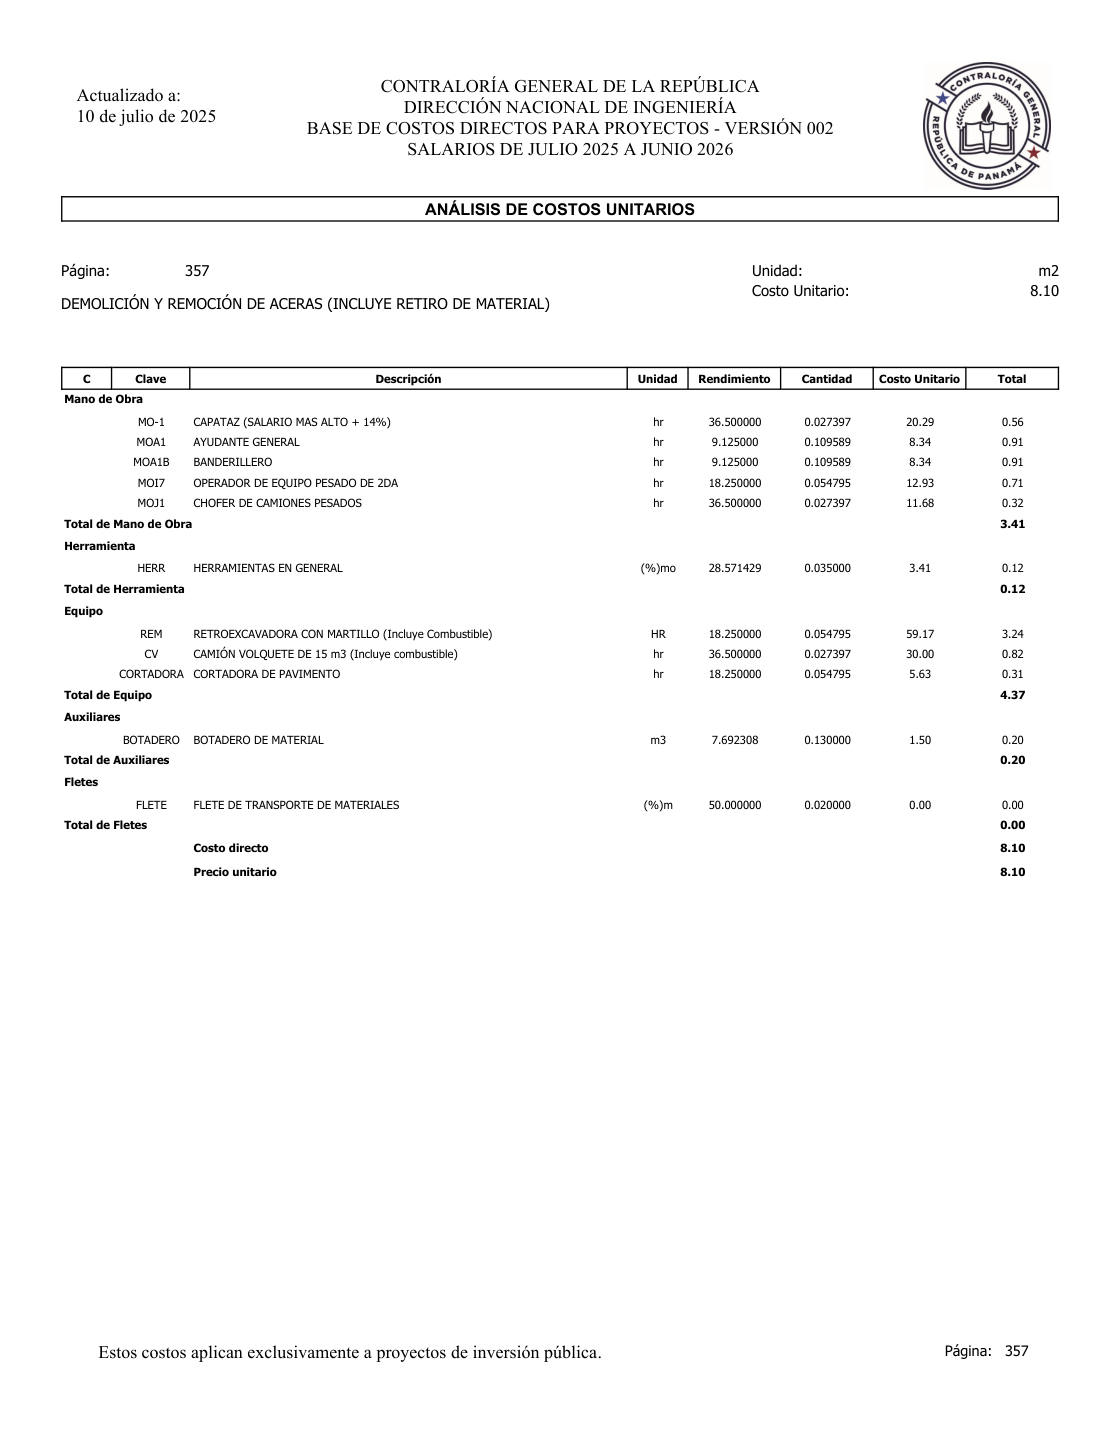 Actualizado a:
10 de julio de 2025
CONTRALORÍA GENERAL DE LA REPÚBLICA
DIRECCIÓN NACIONAL DE INGENIERÍA
BASE DE COSTOS DIRECTOS PARA PROYECTOS - VERSIÓN 002
SALARIOS DE JULIO 2025 A JUNIO 2026
CONTRALORÍA GENERAL
REPÚBLICA DE PANAMÁ
ANÁLISIS DE COSTOS UNITARIOS
Página: 357 Unidad: m2
Costo Unitario: 8.10
DEMOLICIÓN Y REMOCIÓN DE ACERAS (INCLUYE RETIRO DE MATERIAL)
C Clave Descripción Unidad Rendimiento Cantidad Costo Unitario Total
Mano de Obra
MO-1 CAPATAZ (SALARIO MAS ALTO + 14%) hr 36.500000 0.027397 20.29 0.56
MOA1 AYUDANTE GENERAL hr 9.125000 0.109589 8.34 0.91
MOA1B BANDERILLERO hr 9.125000 0.109589 8.34 0.91
MOI7 OPERADOR DE EQUIPO PESADO DE 2DA hr 18.250000 0.054795 12.93 0.71
MOJ1 CHOFER DE CAMIONES PESADOS hr 36.500000 0.027397 11.68 0.32
Total de Mano de Obra 3.41
Herramienta
HERR HERRAMIENTAS EN GENERAL (%)mo 28.571429 0.035000 3.41 0.12
Total de Herramienta 0.12
Equipo
REM RETROEXCAVADORA CON MARTILLO (Incluye Combustible) HR 18.250000 0.054795 59.17 3.24
CV CAMIÓN VOLQUETE DE 15 m3 (Incluye combustible) hr 36.500000 0.027397 30.00 0.82
CORTADORA CORTADORA DE PAVIMENTO hr 18.250000 0.054795 5.63 0.31
Total de Equipo 4.37
Auxiliares
BOTADERO BOTADERO DE MATERIAL m3 7.692308 0.130000 1.50 0.20
Total de Auxiliares 0.20
Fletes
FLETE FLETE DE TRANSPORTE DE MATERIALES (%)m 50.000000 0.020000 0.00 0.00
Total de Fletes 0.00
Costo directo 8.10
Precio unitario 8.10
Estos costos aplican exclusivamente a proyectos de inversión pública.
Página: 357